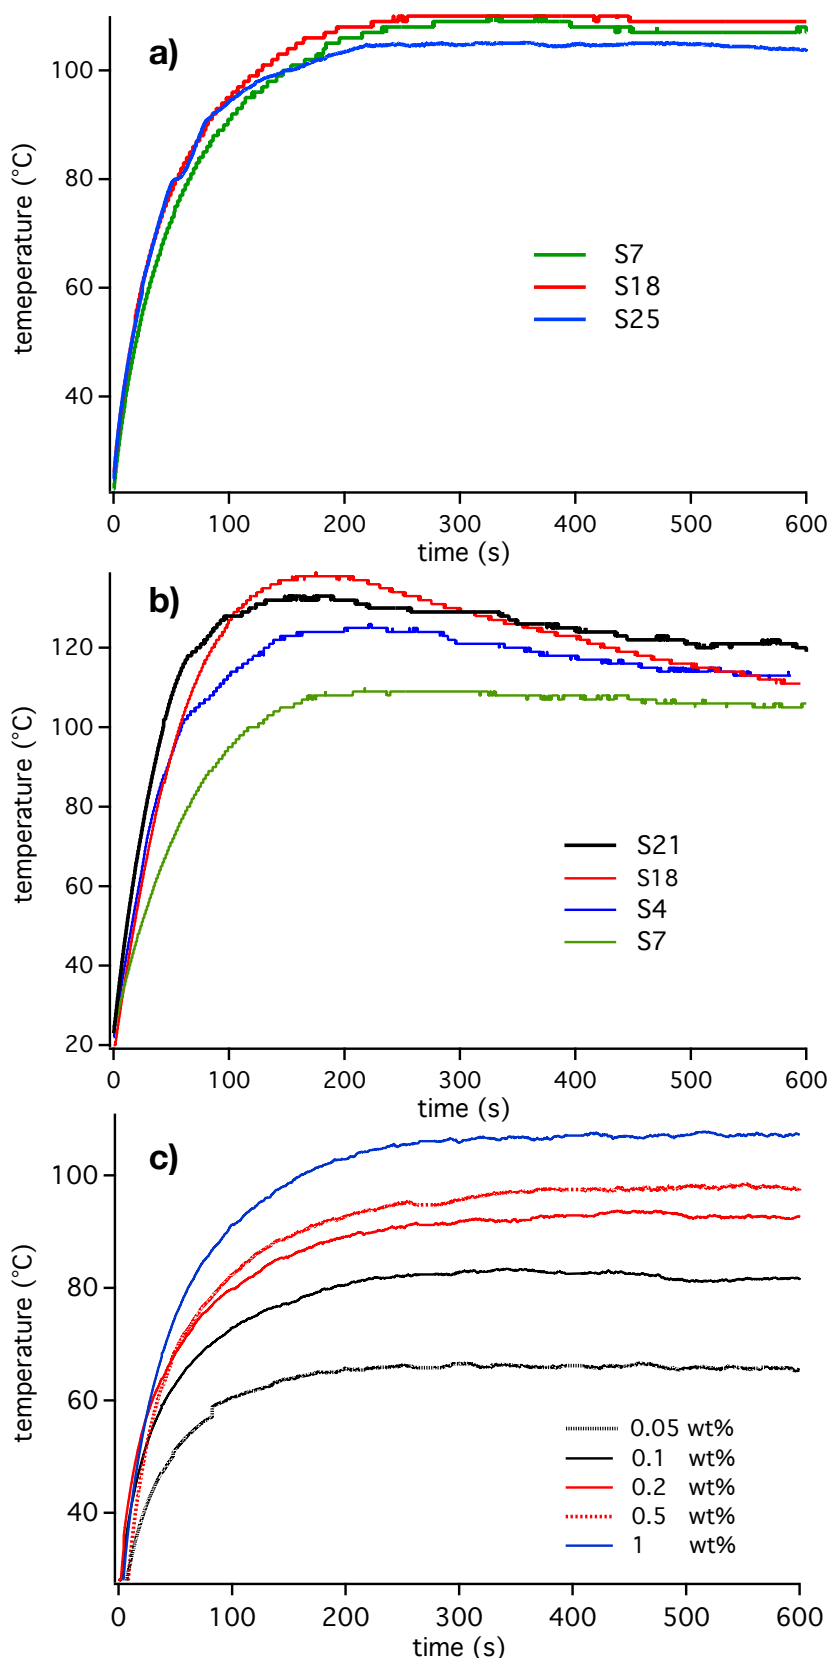 a)
100
80
60
40
temeperature (°C)
S7
S18
S25
0 100 200 300 400 500 600
time (s)
b)
120
100
80
60
40
20
temperature (°C)
S21
S18
S4
S7
0 100 200 300 400 500 600
time (s)
c)
100
80
60
40
temperature (°C)
0.05 wt%
0.1 wt%
0.2 wt%
0.5 wt%
1 wt%
0 100 200 300 400 500 600
time (s)